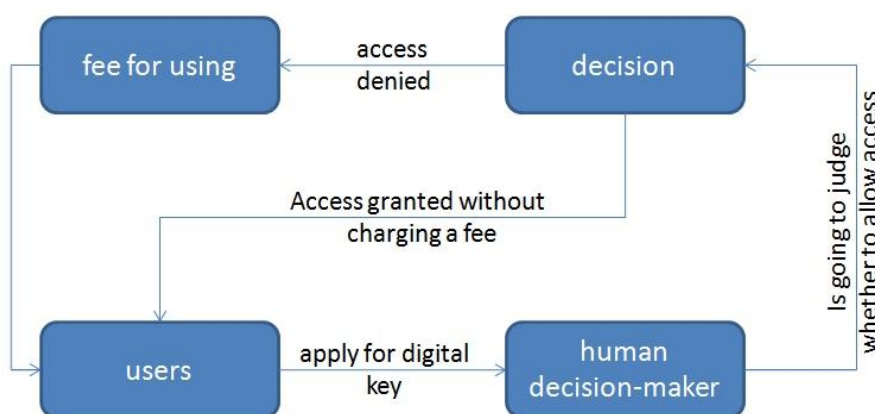 fee for using
access
denied
decision
Access granted without
charging a fee
Is going to judge
whether to allow access
users
apply for digital
key
human
decision-maker